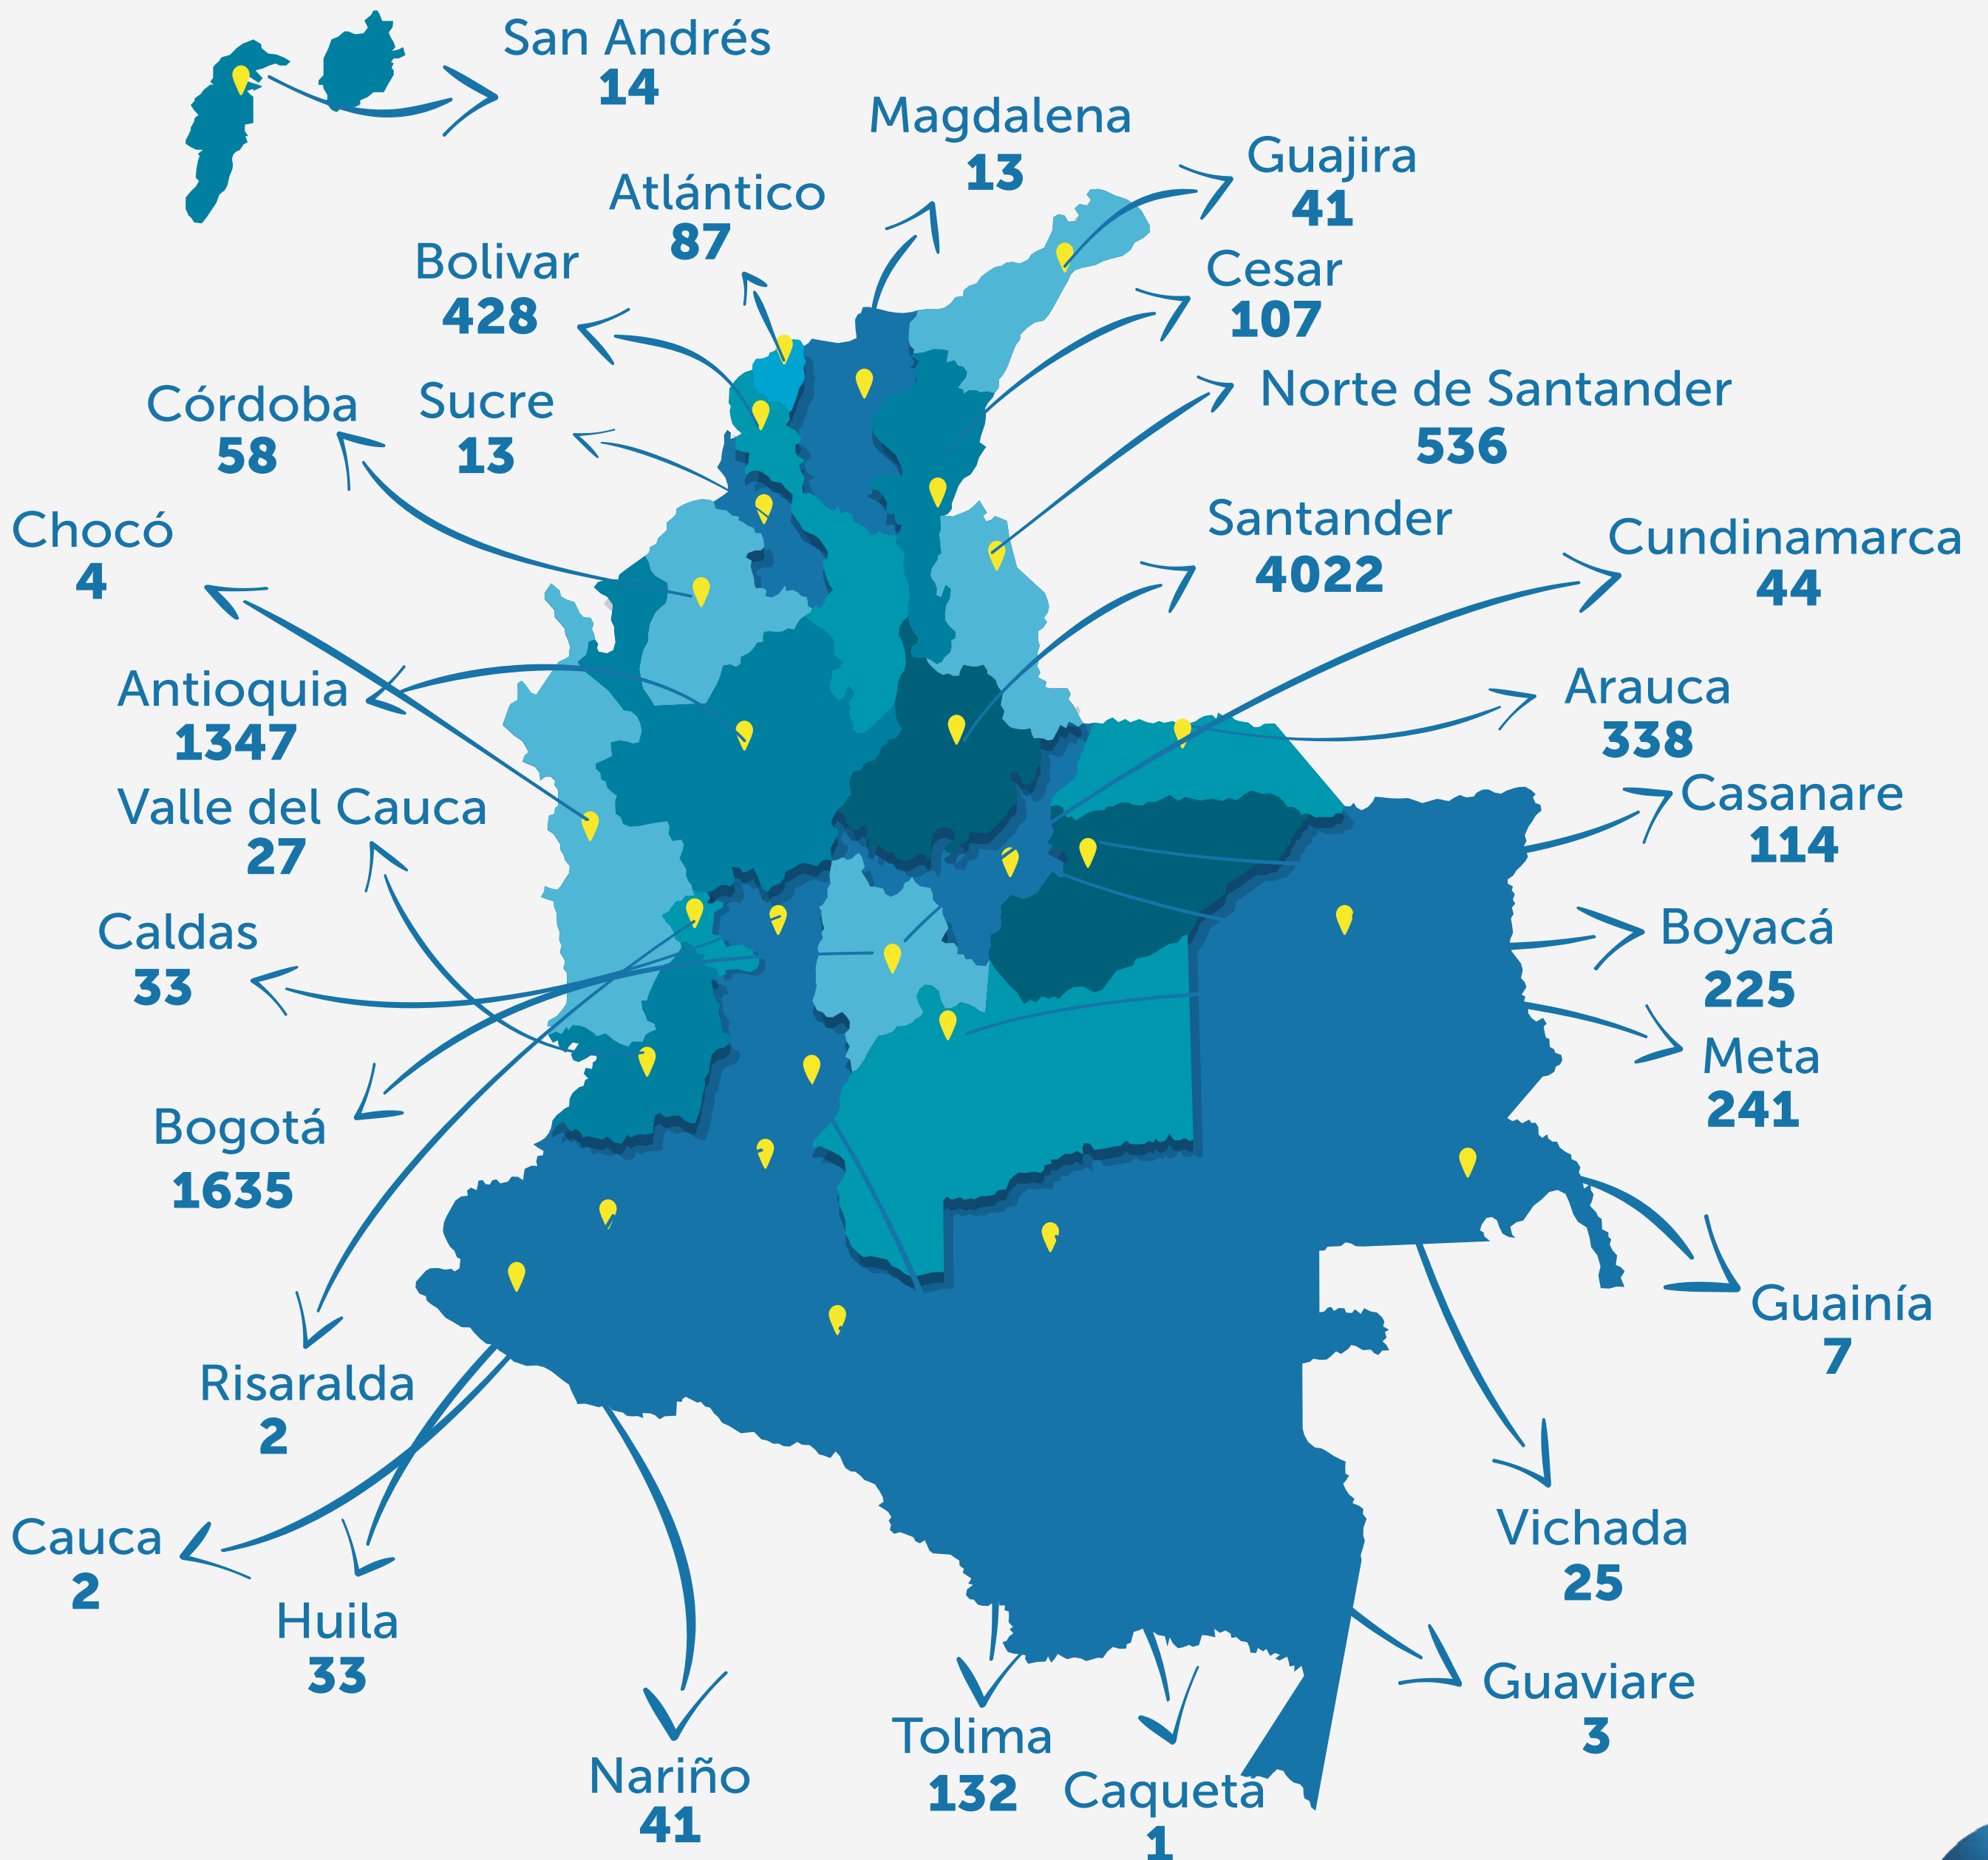 San Andrés
14
Magdalena
13
Guajira
41
Atlántico
87
Bolivar
428
Cesar
107
Córdoba
58
Sucre
13
Norte de Santander
536
Chocó
4
Santander
4022
Cundinamarca
44
Antioquia
1347
Arauca
338
Valle del Cauca
27
Casanare
114
Caldas
33
Boyacá
225
Meta
241
Bogotá
1635
Guainía
7
Risaralda
2
Cauca
2
Huila
33
Vichada
25
Guaviare
3
Nariño
41
Tolima
132
Caquetá
1